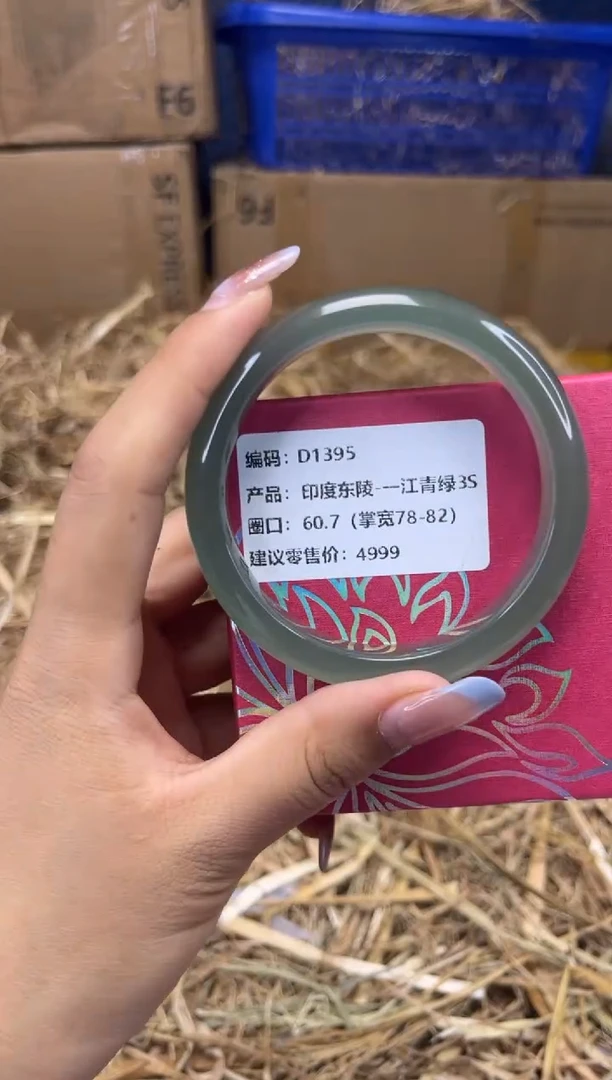 F6
SF EXPRES
F6
编码：D1395
产品：印度东陵-一江青绿3S
圈口：60.7（掌宽78-82）
建议零售价：4999